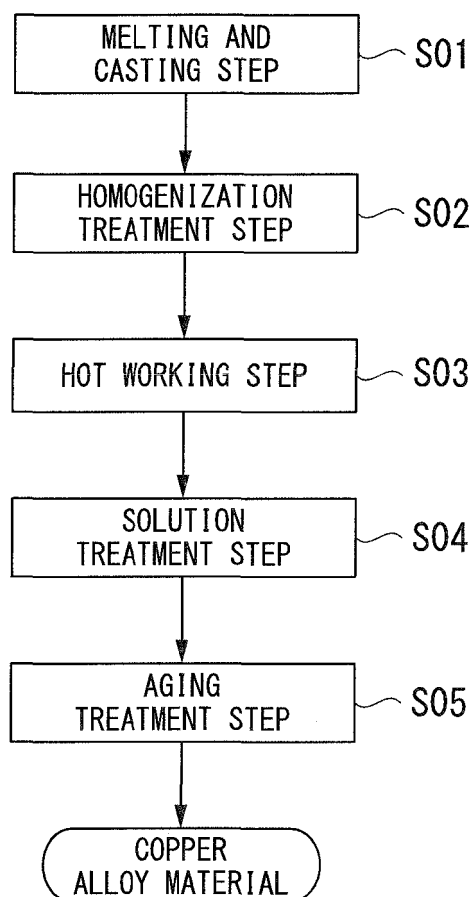 MELTING AND
CASTING STEP
S01
HOMOGENIZATION
TREATMENT STEP
S02
HOT WORKING STEP
S03
SOLUTION
TREATMENT STEP
S04
AGING
TREATMENT STEP
S05
COPPER
ALLOY MATERIAL